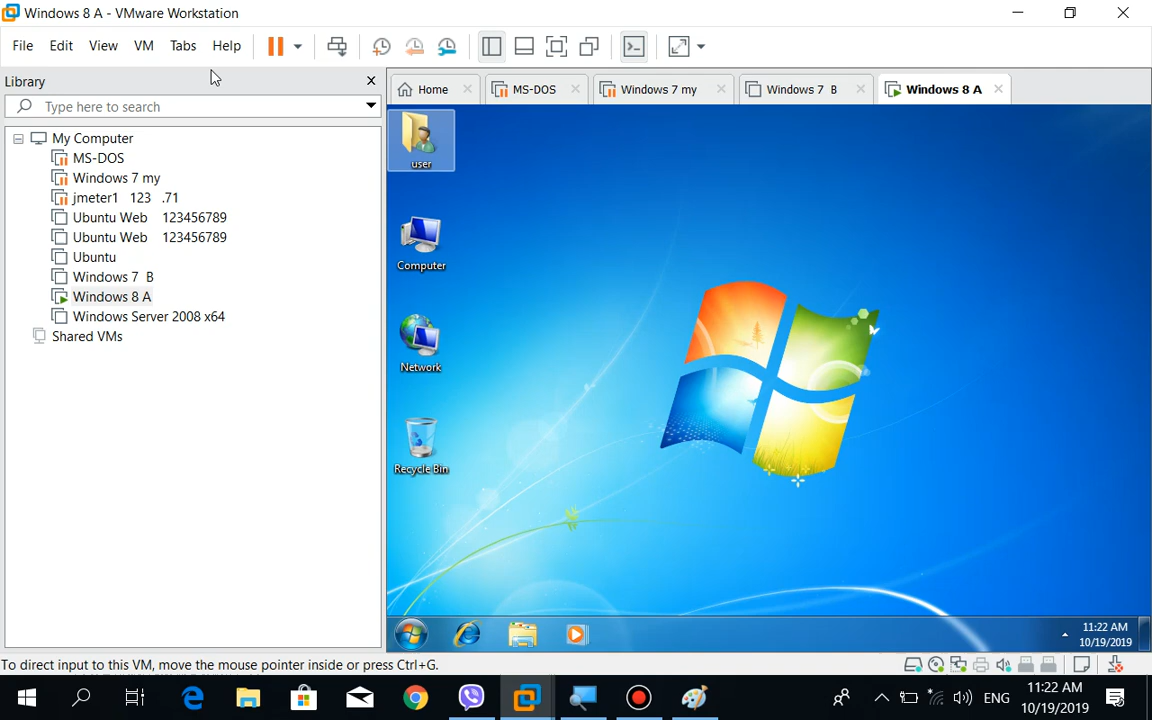 Windows 8 A - VMware Workstation
File Edit View VM Tabs Help
Library
Type here to search
My Computer
MS-DOS
Windows 7 my
jmeter1 123 .71
Ubuntu Web 123456789
Ubuntu Web 123456789
Ubuntu
Windows 7 B
Windows 8 A
Windows Server 2008 x64
Shared VMs
Home MS-DOS Windows 7 my Windows 7 B Windows 8 A
user
Computer
Network
Recycle Bin
11:22 AM
10/19/2019
To direct input to this VM, move the mouse pointer inside or press Ctrl+G.
ENG
11:22 AM
10/19/2019